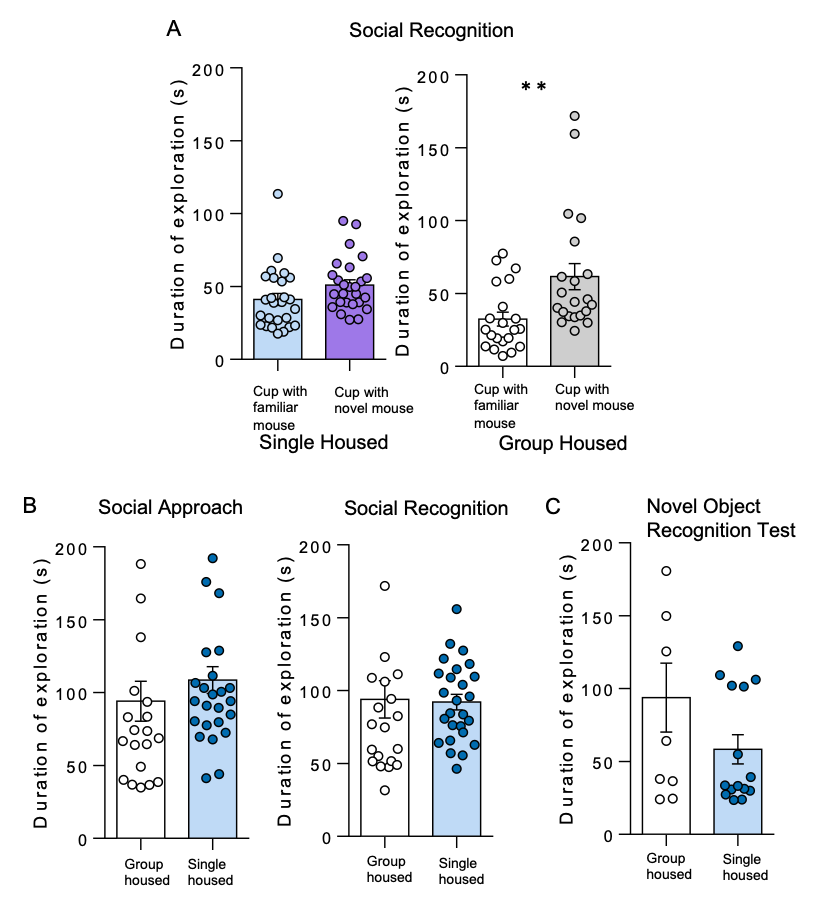 A
Social Recognition
Duration of exploration (s)
200
150
100
50
0
Cup with
familiar
mouse
Cup with
novel mouse
Single Housed
Duration of exploration (s)
200
150
100
50
0
**
Cup with
familiar
mouse
Cup with
novel mouse
Group Housed
B
Social Approach
Duration of exploration (s)
200
150
100
50
0
Group
housed
Single
housed
Social Recognition
Duration of exploration (s)
200
150
100
50
0
Group
housed
Single
housed
C
Novel Object
Recognition Test
Duration of exploration (s)
200
150
100
50
0
Group
housed
Single
housed